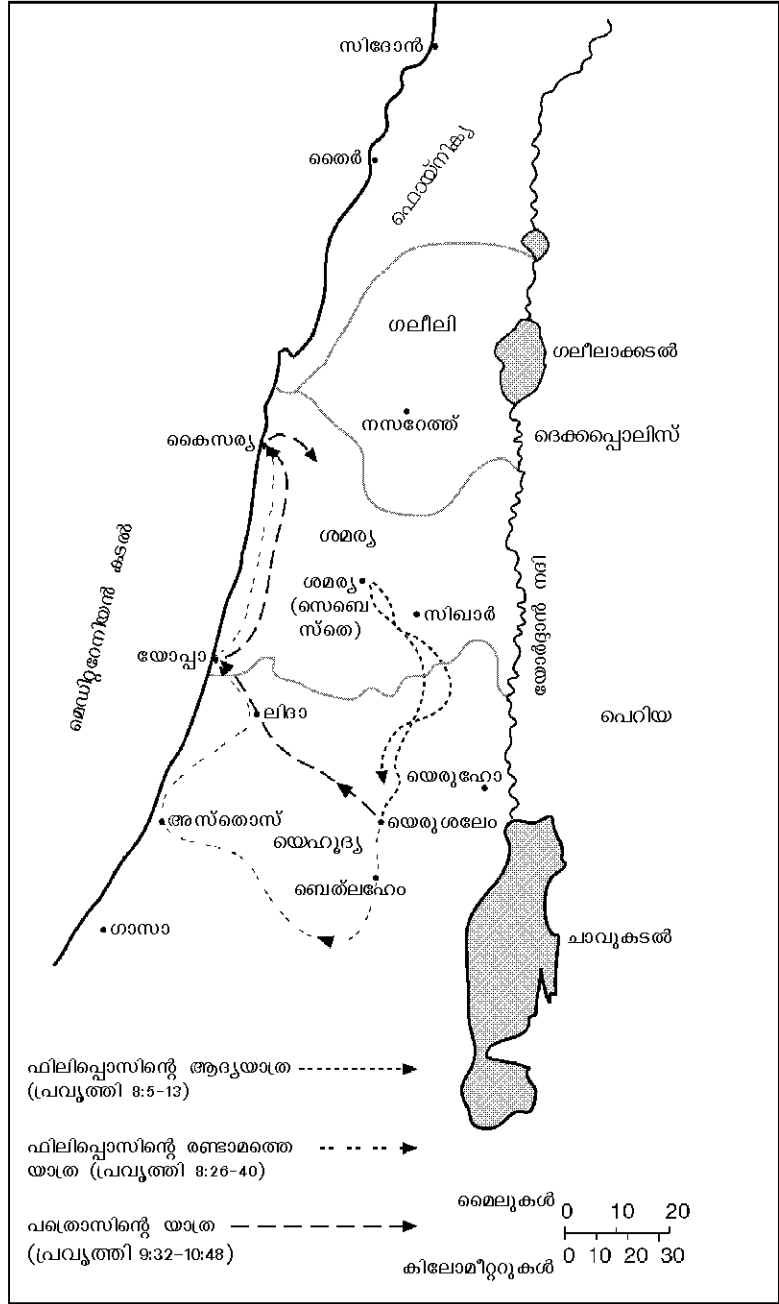 സിദോൻ
തൈർ
ഫൊയ്നിക്യ
ഗലീലി
ഗലീലാക്കടൽ
നസറേത്ത്
ദെക്കപ്പൊലിസ്
കൈസര്യ
ശമര്യ
മെഡിറ്ററേനിയൻ കടൽ
ശമര്യ
(സെബെ
സ്തെ)
സിഖാർ
യോർദ്ദാൻ നദി
യോപ്പാ
ലിദാ
പെറിയ
യെരുഹോ
അസ്തൊസ്
യെരുശലേം
യെഹൂദ്യ
ബെത്‌ലഹേം
ഗാസാ
ചാവുകടൽ
ഫിലിപ്പൊസിന്റെ ആദ്യയാത്ര
(പ്രവൃത്തി 8:5-13)
ഫിലിപ്പൊസിന്റെ രണ്ടാമത്തെ
യാത്ര (പ്രവൃത്തി 8:26-40)
പത്രൊസിന്റെ യാത്ര
(പ്രവൃത്തി 9:32-10:48)
മൈലുകൾ 0 10 20
കിലോമീറ്ററുകൾ 0 10 20 30